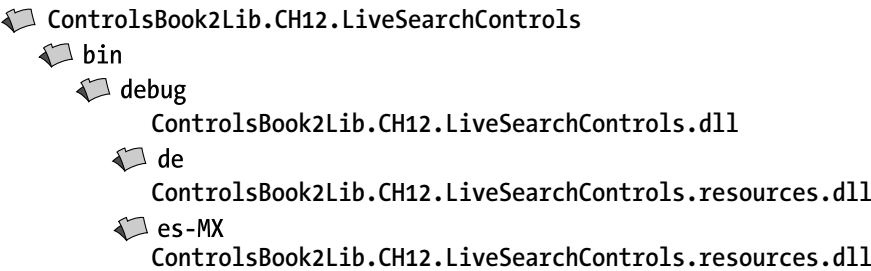 ControlsBook2Lib.CH12.LiveSearchControls
bin
debug
ControlsBook2Lib.CH12.LiveSearchControls.dll
de
ControlsBook2Lib.CH12.LiveSearchControls.resources.dll
es-MX
ControlsBook2Lib.CH12.LiveSearchControls.resources.dll